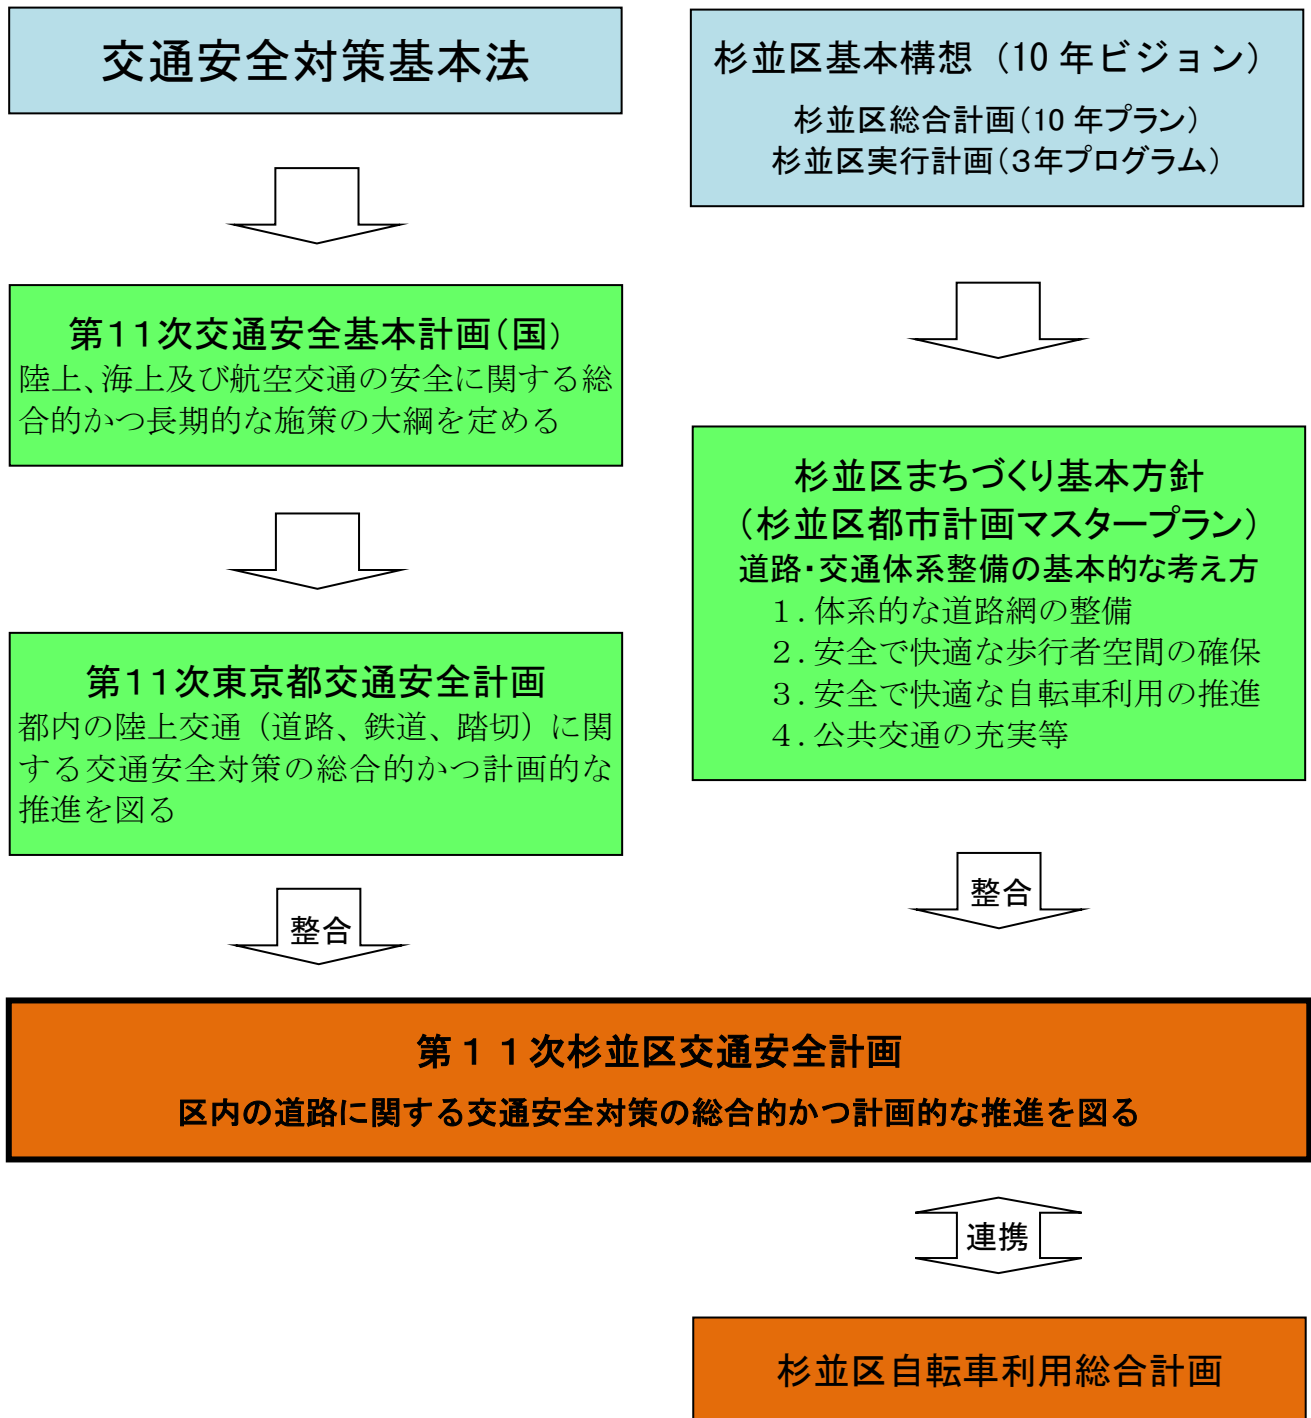 交通安全対策基本法
第１１次交通安全基本計画（国）
陸上、海上及び航空交通の安全に関する総
合的かつ長期的な施策の大綱を定める
第１１次東京都交通安全計画
都内の陸上交通（道路、鉄道、踏切）に関
する交通安全対策の総合的かつ計画的な
推進を図る
整合
杉並区基本構想（10 年ビジョン）
杉並区総合計画（10 年プラン）
杉並区実行計画（３年プログラム）
杉並区まちづくり基本方針
（杉並区都市計画マスタープラン）
道路・交通体系整備の基本的な考え方
１．体系的な道路網の整備
２．安全で快適な歩行者空間の確保
３．安全で快適な自転車利用の推進
４．公共交通の充実等
整合
第１１次杉並区交通安全計画
区内の道路に関する交通安全対策の総合的かつ計画的な推進を図る
連携
杉並区自転車利用総合計画